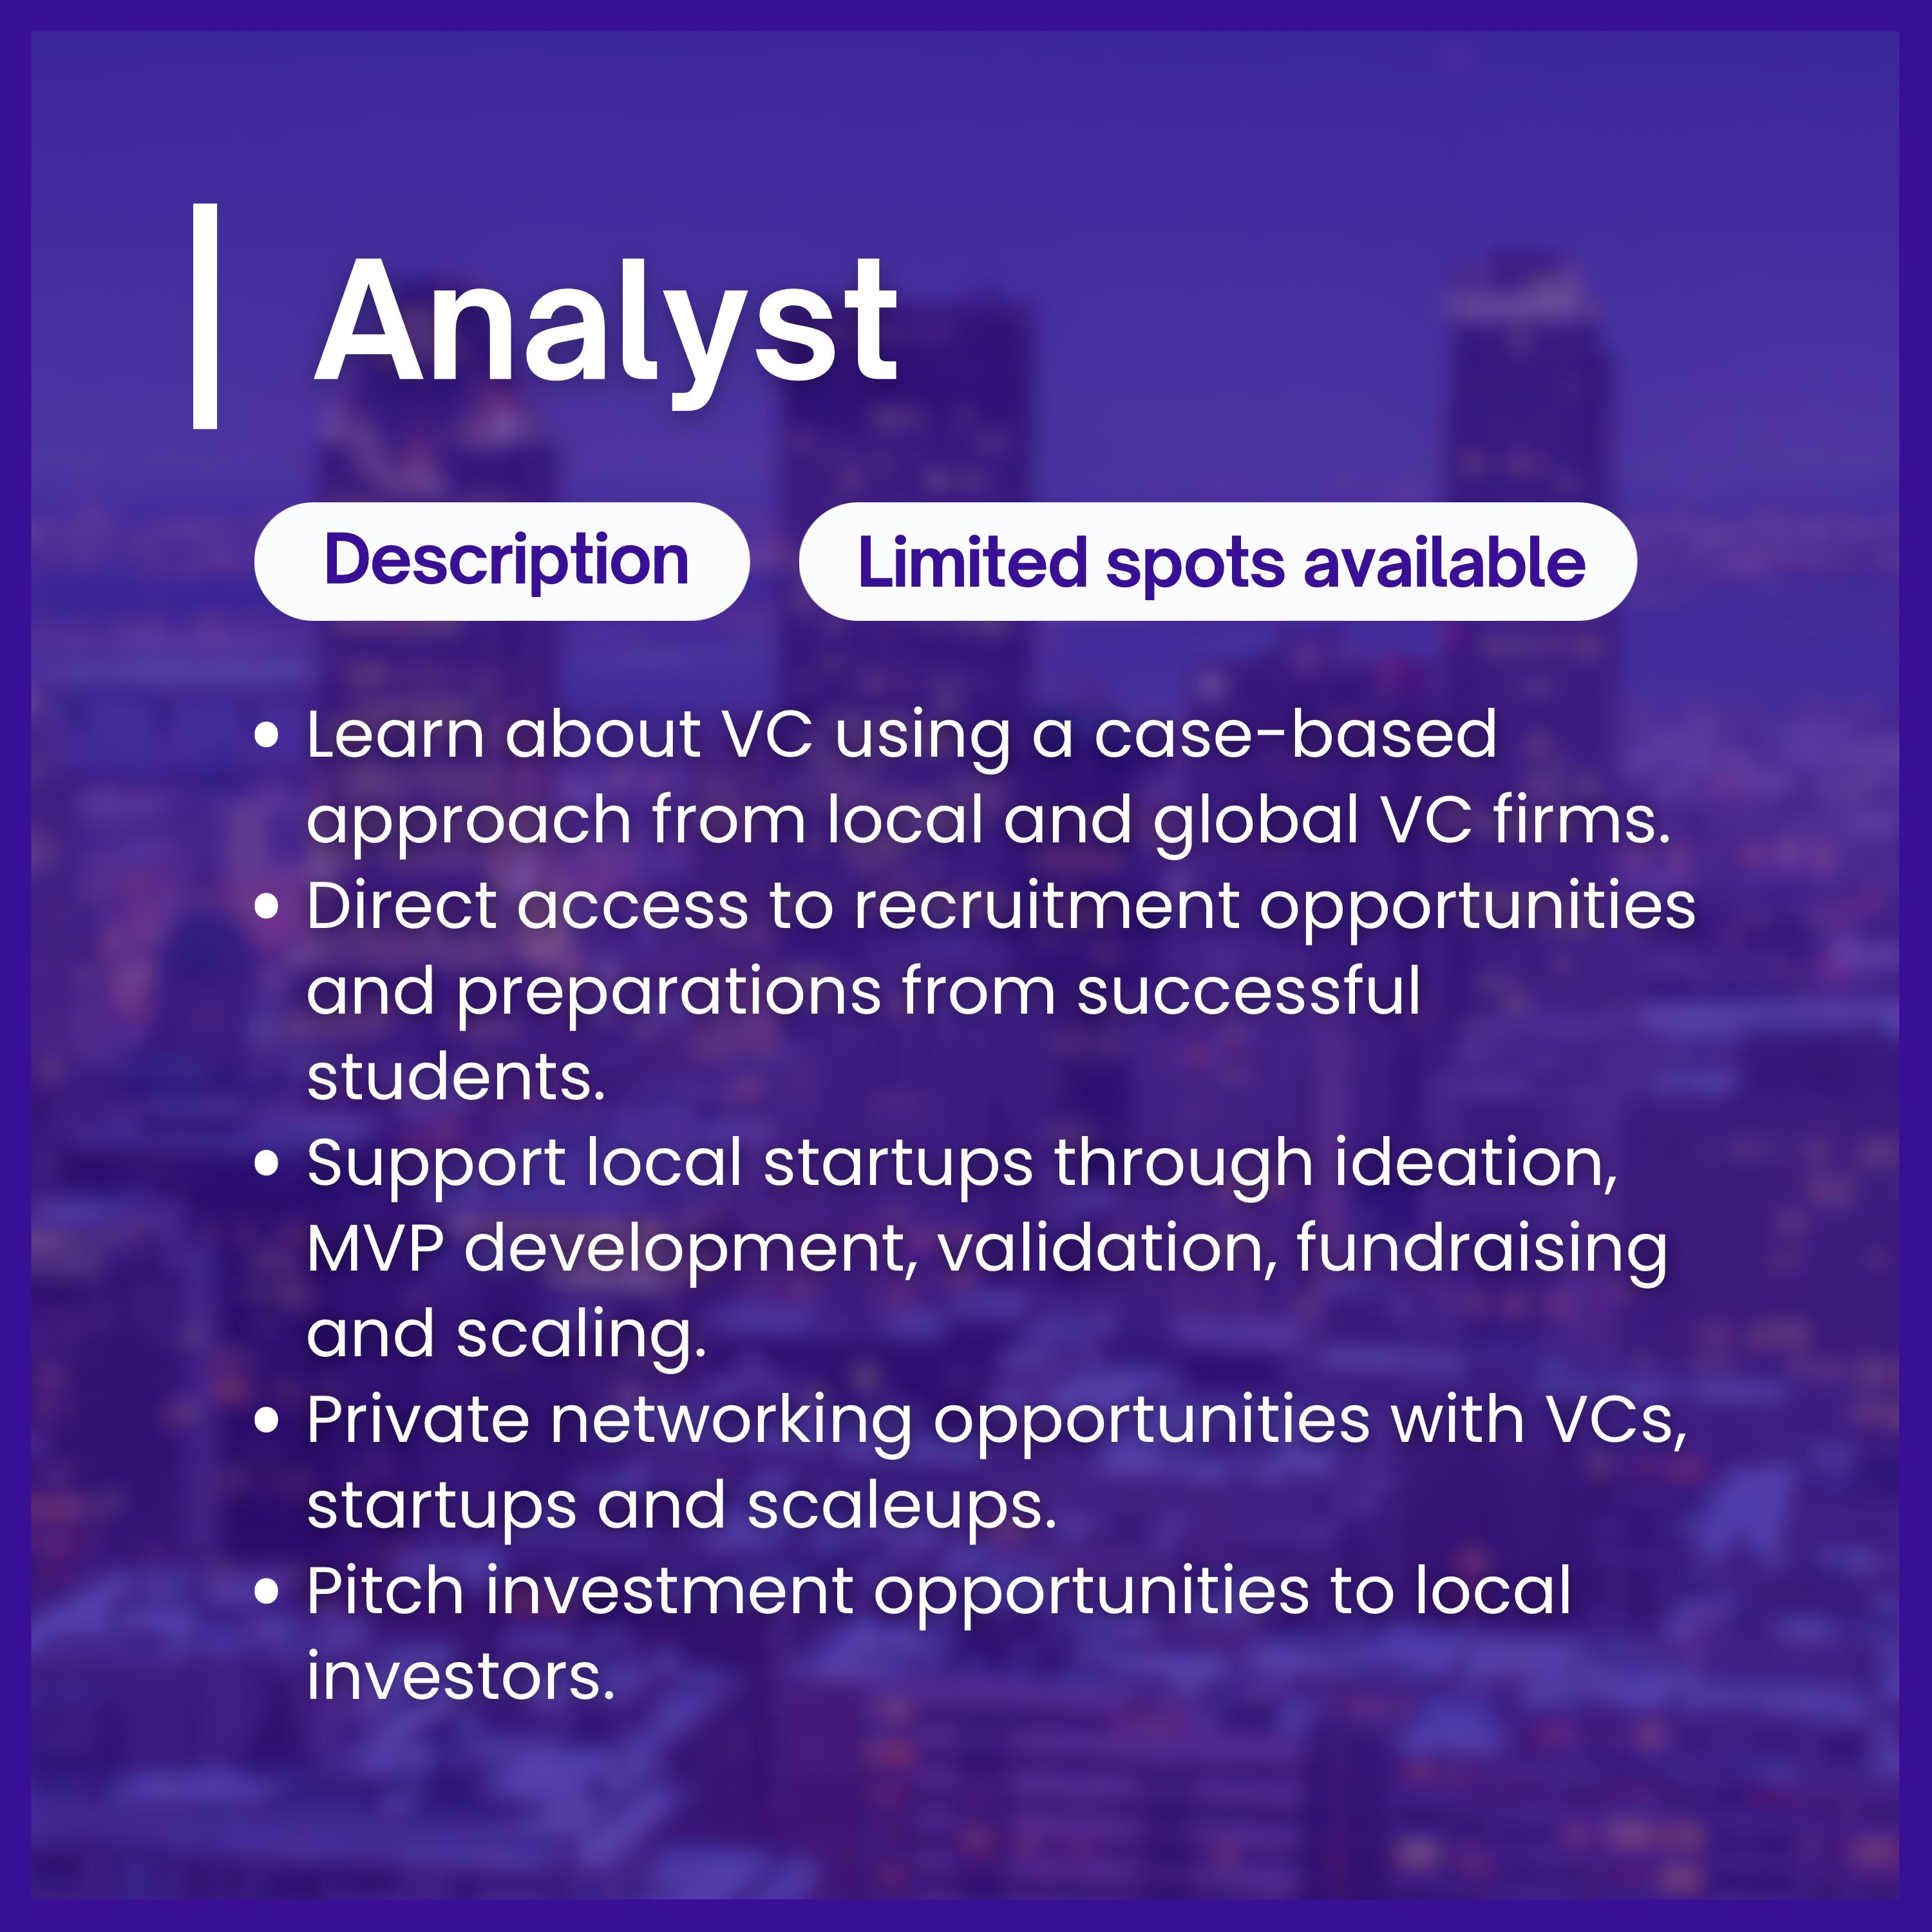 Analyst
Description
Limited spots available
• Learn about VC using a case-based
approach from local and global VC firms.
• Direct access to recruitment opportunities
and preparations from successful
students.
• Support local startups through ideation,
MVP development, validation, fundraising
and scaling.
• Private networking opportunities with VCs,
startups and scaleups.
• Pitch investment opportunities to local
investors.